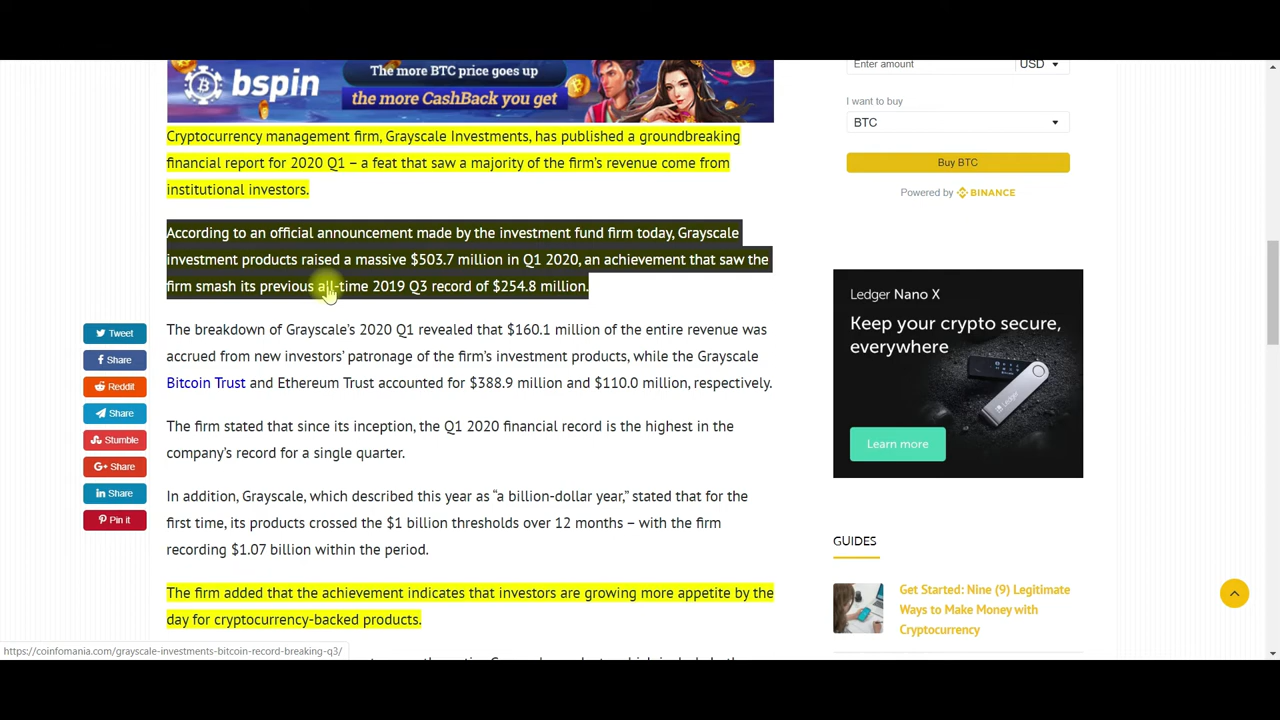 bspin
The more BTC price goes up
the more CashBack you get
Cryptocurrency management firm, Grayscale Investments, has published a groundbreaking
financial report for 2020 Q1 – a feat that saw a majority of the firm's revenue come from
institutional investors.
According to an official announcement made by the investment fund firm today, Grayscale
investment products raised a massive $503.7 million in Q1 2020, an achievement that saw the
firm smash its previous all-time 2019 Q3 record of $254.8 million.
The breakdown of Grayscale's 2020 Q1 revealed that $160.1 million of the entire revenue was
accrued from new investors' patronage of the firm's investment products, while the Grayscale
Bitcoin Trust and Ethereum Trust accounted for $388.9 million and $110.0 million, respectively.
The firm stated that since its inception, the Q1 2020 financial record is the highest in the
company's record for a single quarter.
In addition, Grayscale, which described this year as “a billion-dollar year,” stated that for the
first time, its products crossed the $1 billion thresholds over 12 months – with the firm
recording $1.07 billion within the period.
The firm added that the achievement indicates that investors are growing more appetite by the
day for cryptocurrency-backed products.
Tweet
Share
Reddit
Share
Stumble
Share
Share
Pin it
Enter amount
USD
I want to buy
BTC
Buy BTC
Powered by BINANCE
Ledger Nano X
Keep your crypto secure,
everywhere
Learn more
GUIDES
Get Started: Nine (9) Legitimate
Ways to Make Money with
Cryptocurrency
https://coinfomania.com/grayscale-investments-bitcoin-record-breaking-q3/